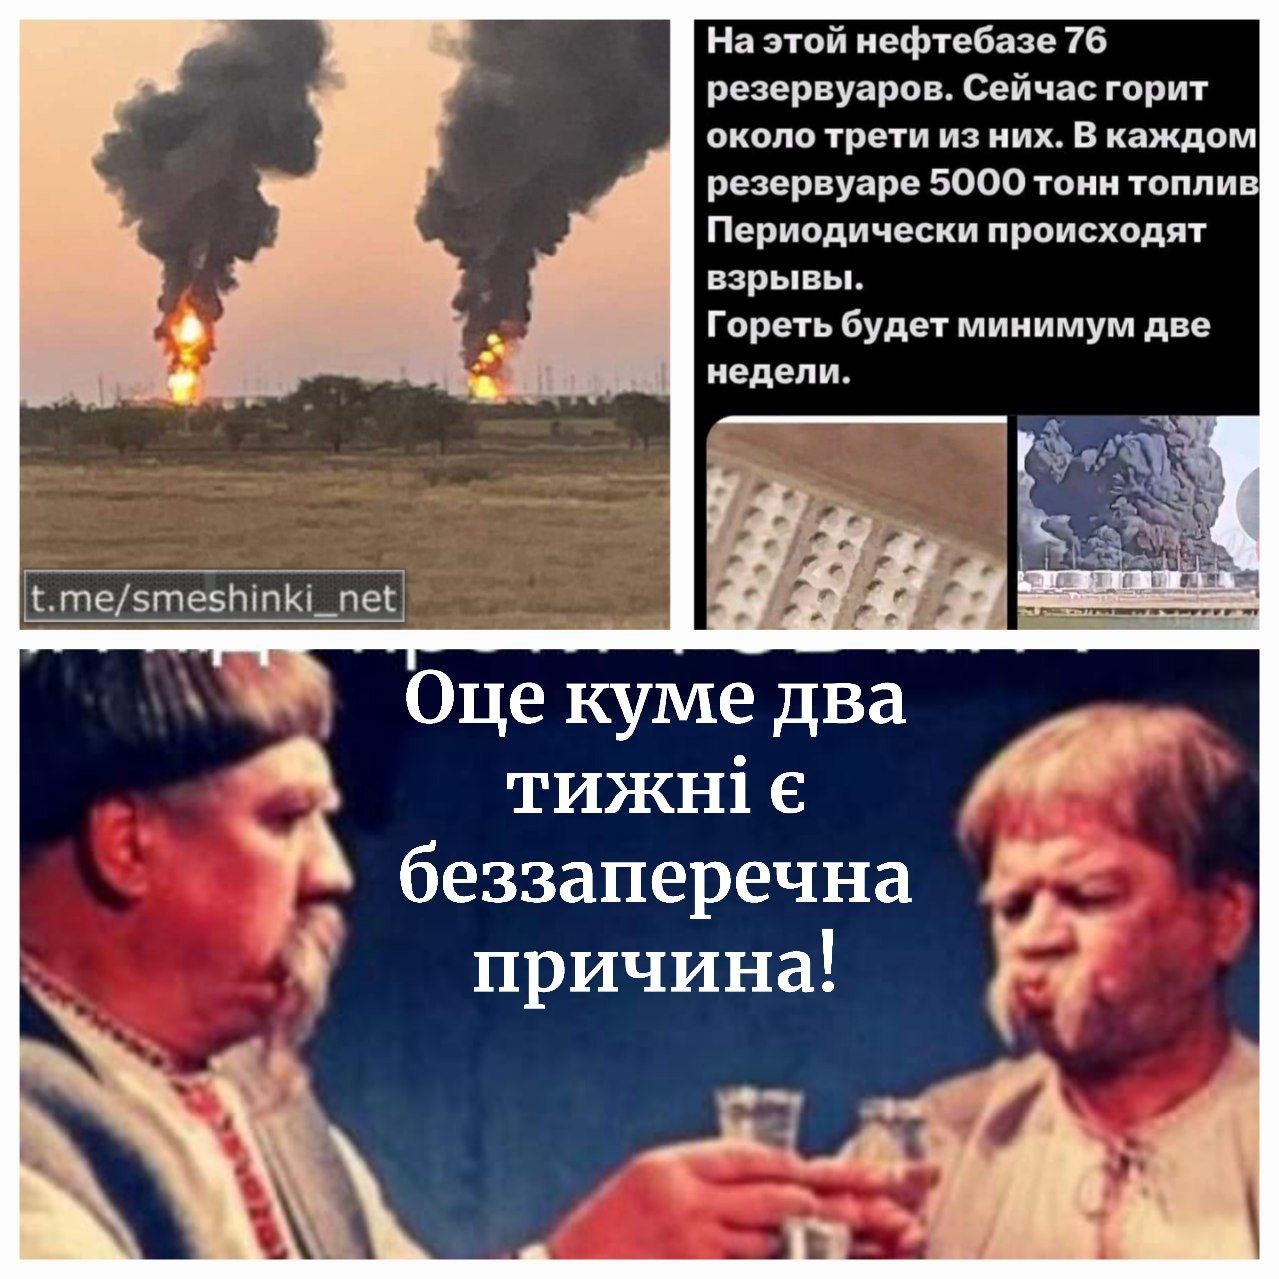 t.me/smeshinki_net
На этой нефтебазе 76
резервуаров. Сейчас горит
около трети из них. В каждом
резервуаре 5000 тонн топлив
Периодически происходят
взрывы.
Гореть будет минимум две
недели.
Оце куме два
тижні є
беззаперечна
причина!